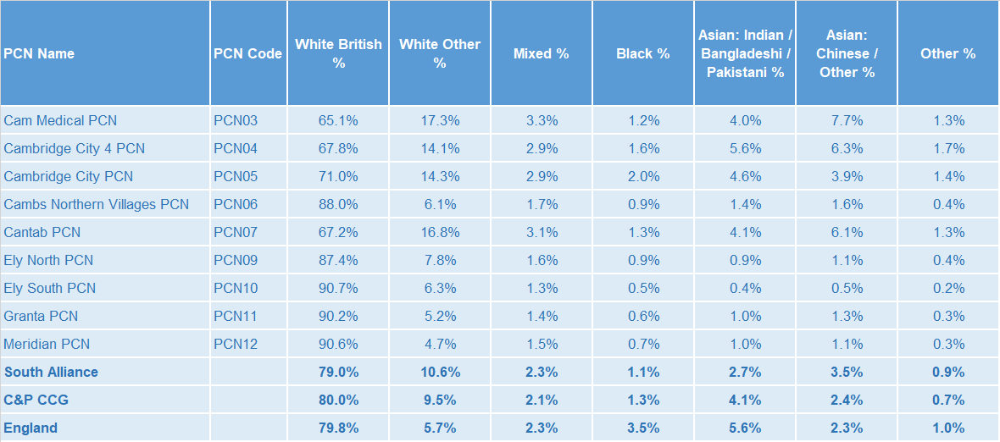 PCN Name PCN Code White British % White Other % Mixed % Black % Asian: Indian / Bangladeshi / Pakistani % Asian: Chinese / Other % Other %
Cam Medical PCN PCN03 65.1% 17.3% 3.3% 1.2% 4.0% 7.7% 1.3%
Cambridge City 4 PCN PCN04 67.8% 14.1% 2.9% 1.6% 5.6% 6.3% 1.7%
Cambridge City PCN PCN05 71.0% 14.3% 2.9% 2.0% 4.6% 3.9% 1.4%
Cambs Northern Villages PCN PCN06 88.0% 6.1% 1.7% 0.9% 1.4% 1.6% 0.4%
Cantab PCN PCN07 67.2% 16.8% 3.1% 1.3% 4.1% 6.1% 1.3%
Ely North PCN PCN09 87.4% 7.8% 1.6% 0.9% 0.9% 1.1% 0.4%
Ely South PCN PCN10 90.7% 6.3% 1.3% 0.5% 0.4% 0.5% 0.2%
Granta PCN PCN11 90.2% 5.2% 1.4% 0.6% 1.0% 1.3% 0.3%
Meridian PCN PCN12 90.6% 4.7% 1.5% 0.7% 1.0% 1.1% 0.3%
South Alliance 79.0% 10.6% 2.3% 1.1% 2.7% 3.5% 0.9%
C&P CCG 80.0% 9.5% 2.1% 1.3% 4.1% 2.4% 0.7%
England 79.8% 5.7% 2.3% 3.5% 5.6% 2.3% 1.0%